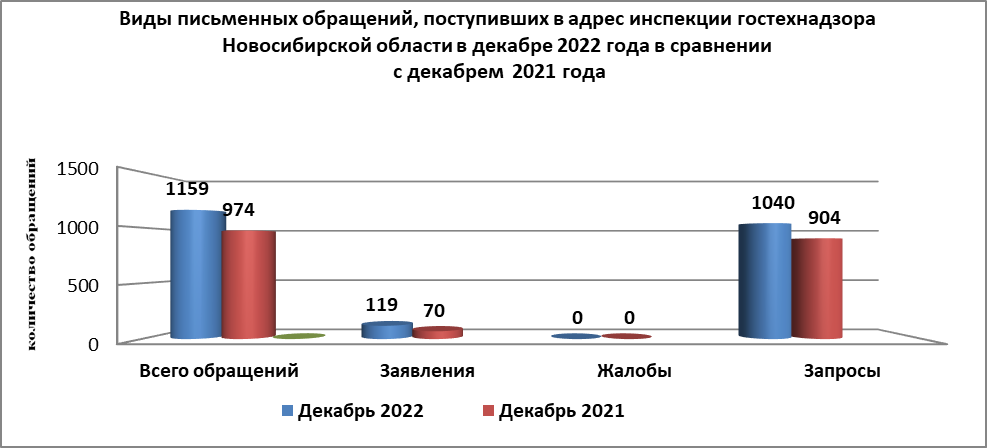 Виды письменных обращений, поступивших в адрес инспекции гостехнадзора
Новосибирской области в декабре 2022 года в сравнении
с декабрем 2021 года
количество обращений
1500
1000
500
0
1159
974
119
70
0
0
1040
904
Всего обращений
Заявления
Жалобы
Запросы
Декабрь 2022
Декабрь 2021